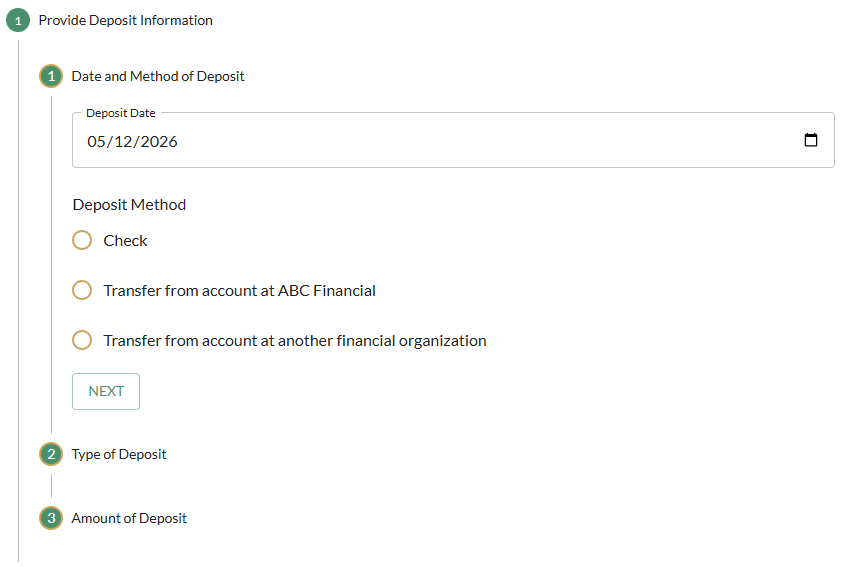 1 Provide Deposit Information
1 Date and Method of Deposit
Deposit Date
05/12/2026
Deposit Method
Check
Transfer from account at ABC Financial
Transfer from account at another financial organization
NEXT
2 Type of Deposit
3 Amount of Deposit